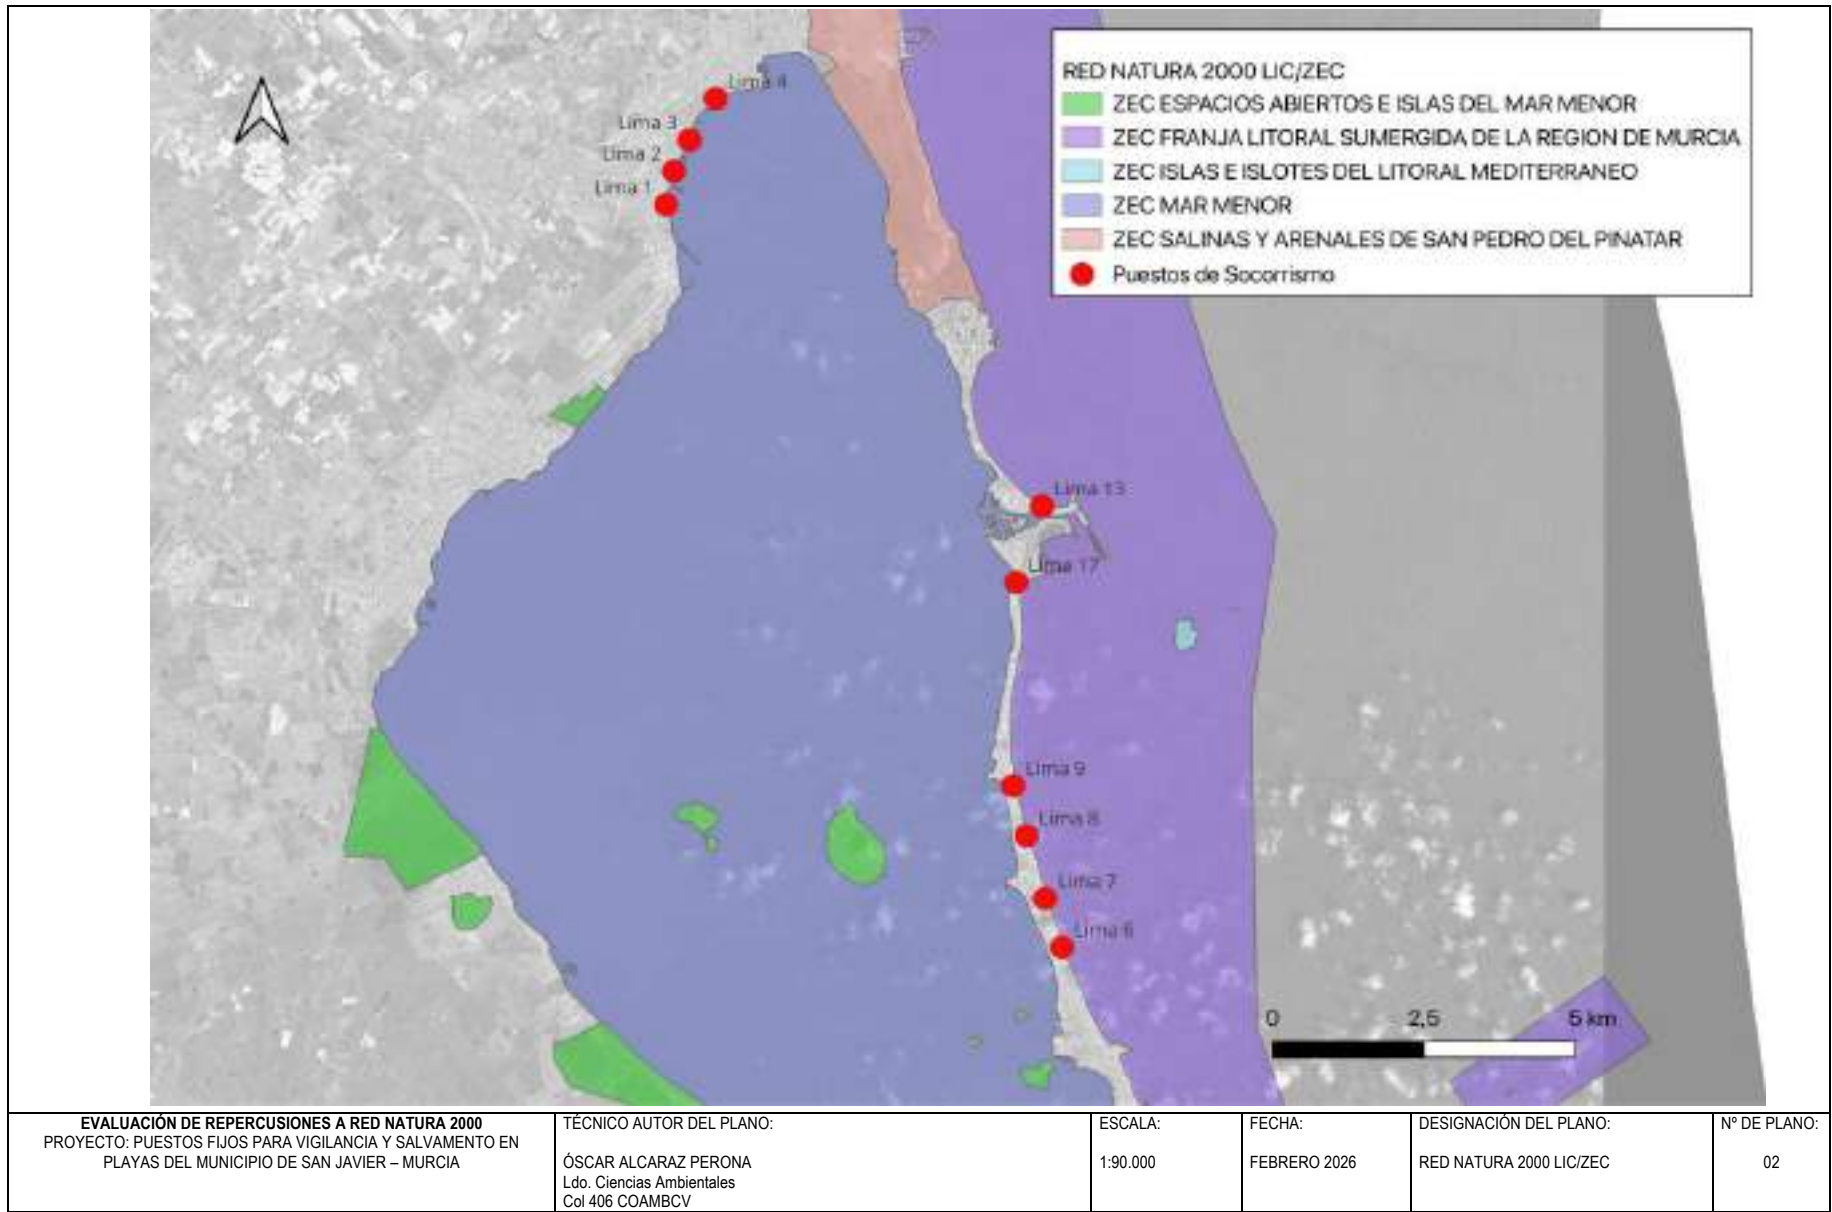 Lima 4
Lima 3
Lima 2
Lima 1
RED NATURA 2000 LIC/ZEC
ZEC ESPACIOS ABIERTOS E ISLAS DEL MAR MENOR
ZEC FRANJA LITORAL SUMERGIDA DE LA REGION DE MURCIA
ZEC ISLAS E ISLOTES DEL LITORAL MEDITERRANEO
ZEC MAR MENOR
ZEC SALINAS Y ARENALES DE SAN PEDRO DEL PINATAR
Puestos de Socorrismo
Lima 13
Lima 17
Lima 9
Lima 8
Lima 7
Lima 6
0 2,5 5 km
EVALUACIÓN DE REPERCUSIONES A RED NATURA 2000
PROYECTO: PUESTOS FIJOS PARA VIGILANCIA Y SALVAMENTO EN
PLAYAS DEL MUNICIPIO DE SAN JAVIER – MURCIA
TÉCNICO AUTOR DEL PLANO:
ÓSCAR ALCARAZ PERONA
Ldo. Ciencias Ambientales
Col 406 COAMBCV
ESCALA:
1:90.000
FECHA:
FEBRERO 2026
DESIGNACIÓN DEL PLANO:
RED NATURA 2000 LIC/ZEC
Nº DE PLANO:
02